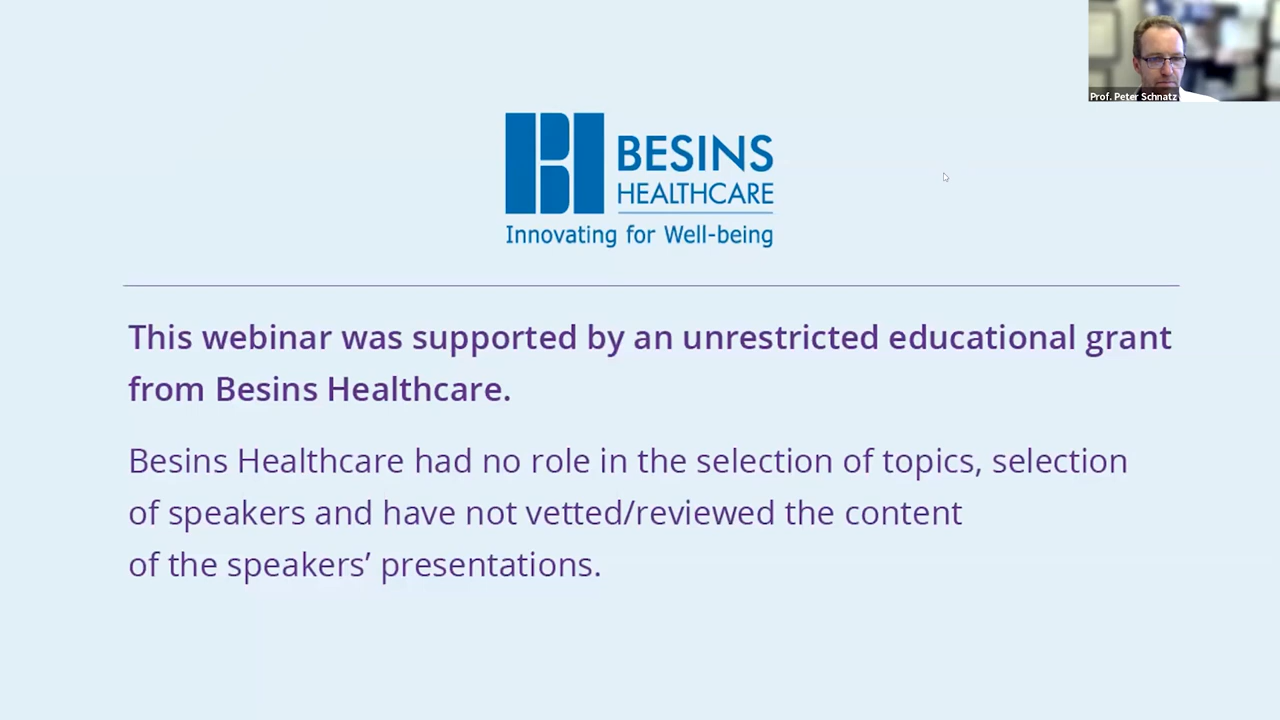 Prof. Peter Schnatz
BESINS
HEALTHCARE
Innovating for Well-being
This webinar was supported by an unrestricted educational grant
from Besins Healthcare.
Besins Healthcare had no role in the selection of topics, selection
of speakers and have not vetted/reviewed the content
of the speakers’ presentations.